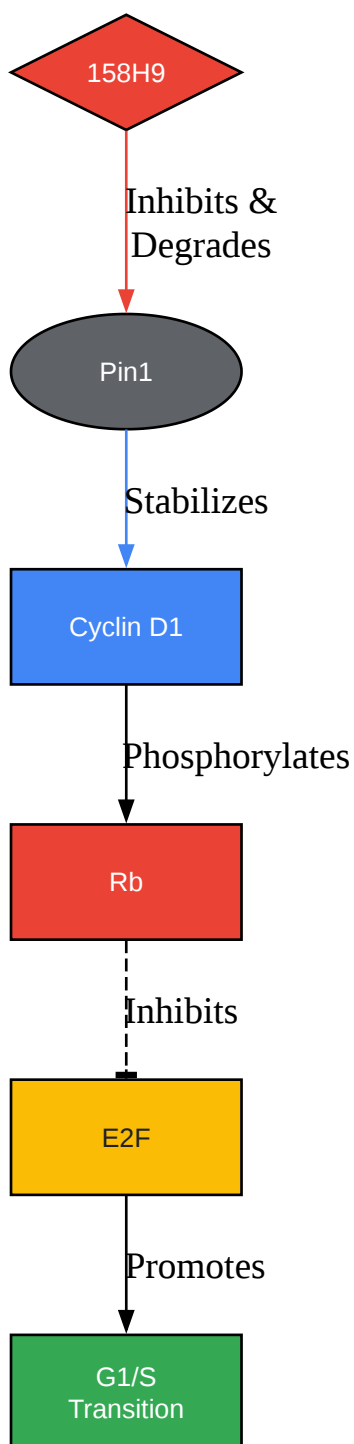 158H9
Inhibits &
Degrades
Pin1
Stabilizes
Cyclin D1
Phosphorylates
Rb
Inhibits
E2F
Promotes
G1/S
Transition